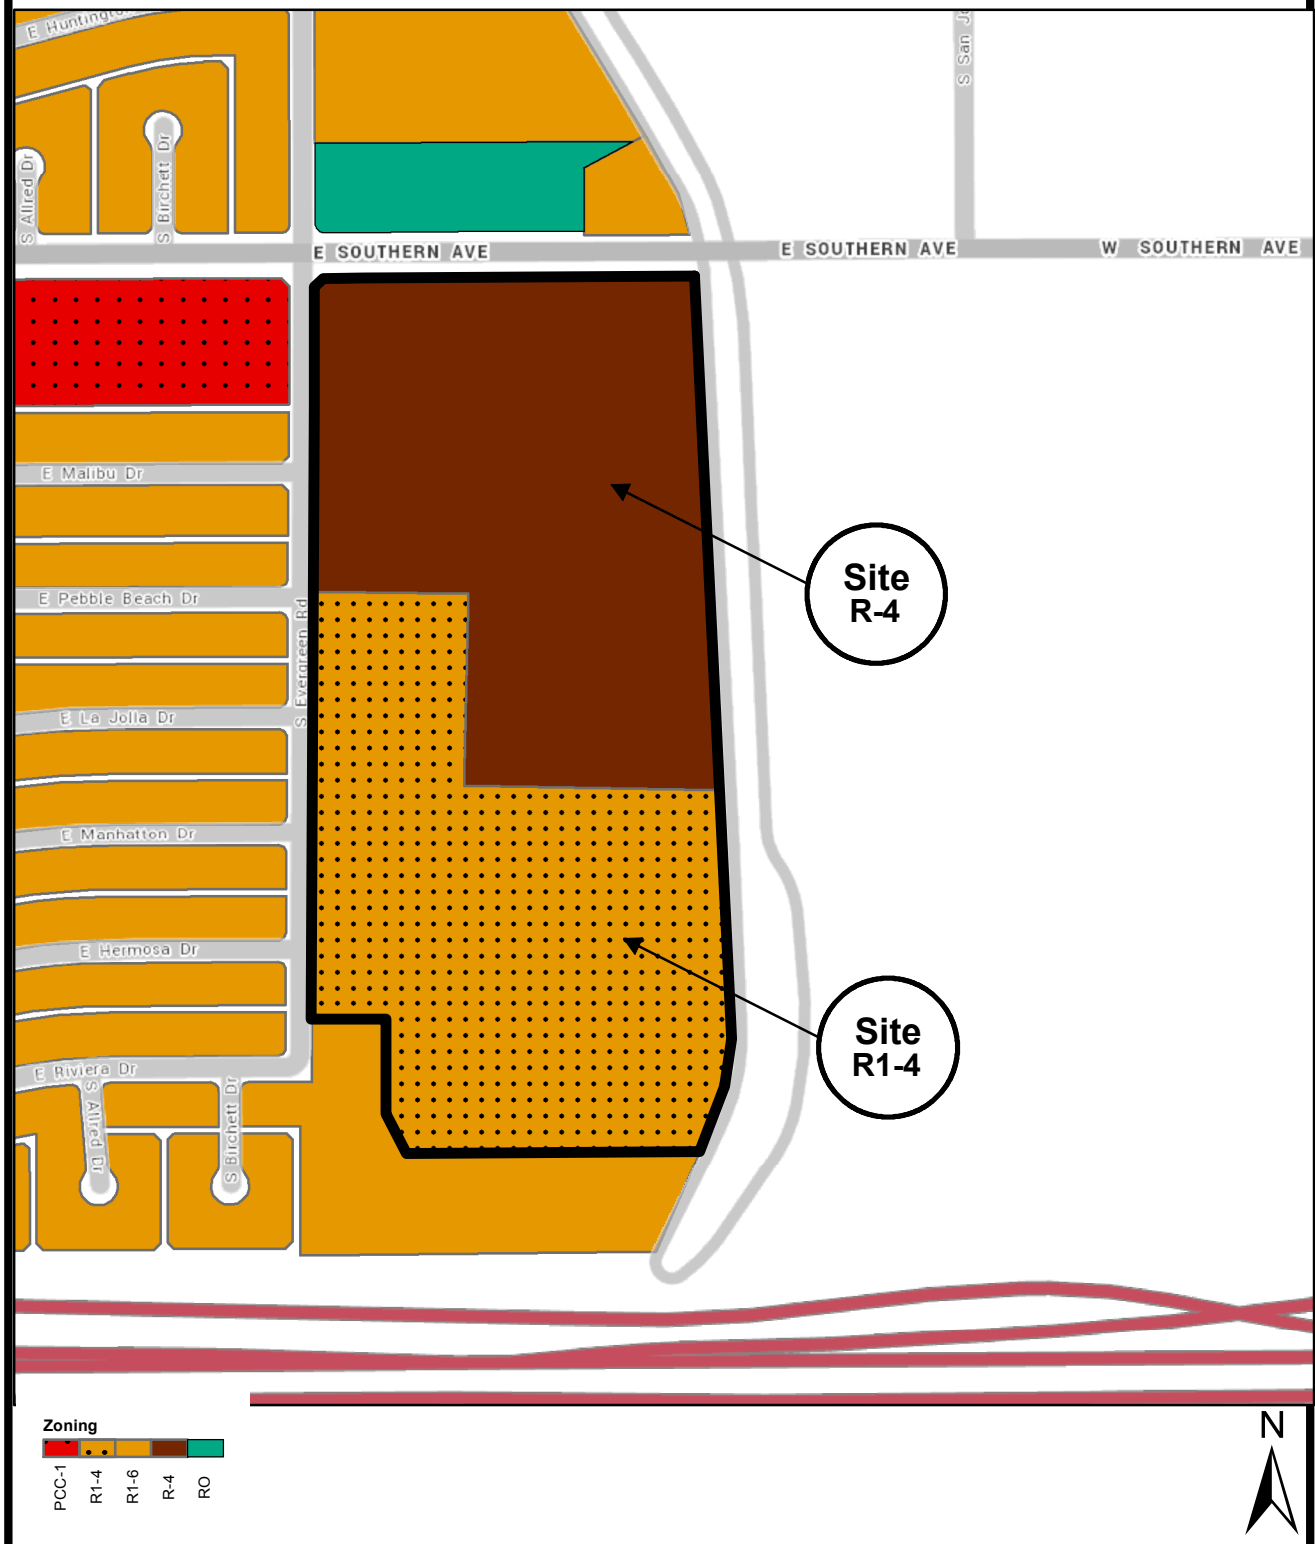 E Huntingto
S San Jo
S Allred Dr
S Birchett Dr
E SOUTHERN AVE
E SOUTHERN AVE
W SOUTHERN AVE
E Malibu Dr
Site
R-4
E Pebble Beach Dr
S Evergreen Rd
E La Jolla Dr
E Manhatton Dr
E Hermosa Dr
Site
R1-4
E Riviera Dr
S Allred Dr
S Birchett Dr
Zoning
PCC-1
R1-4
R1-6
R-4
RO
N